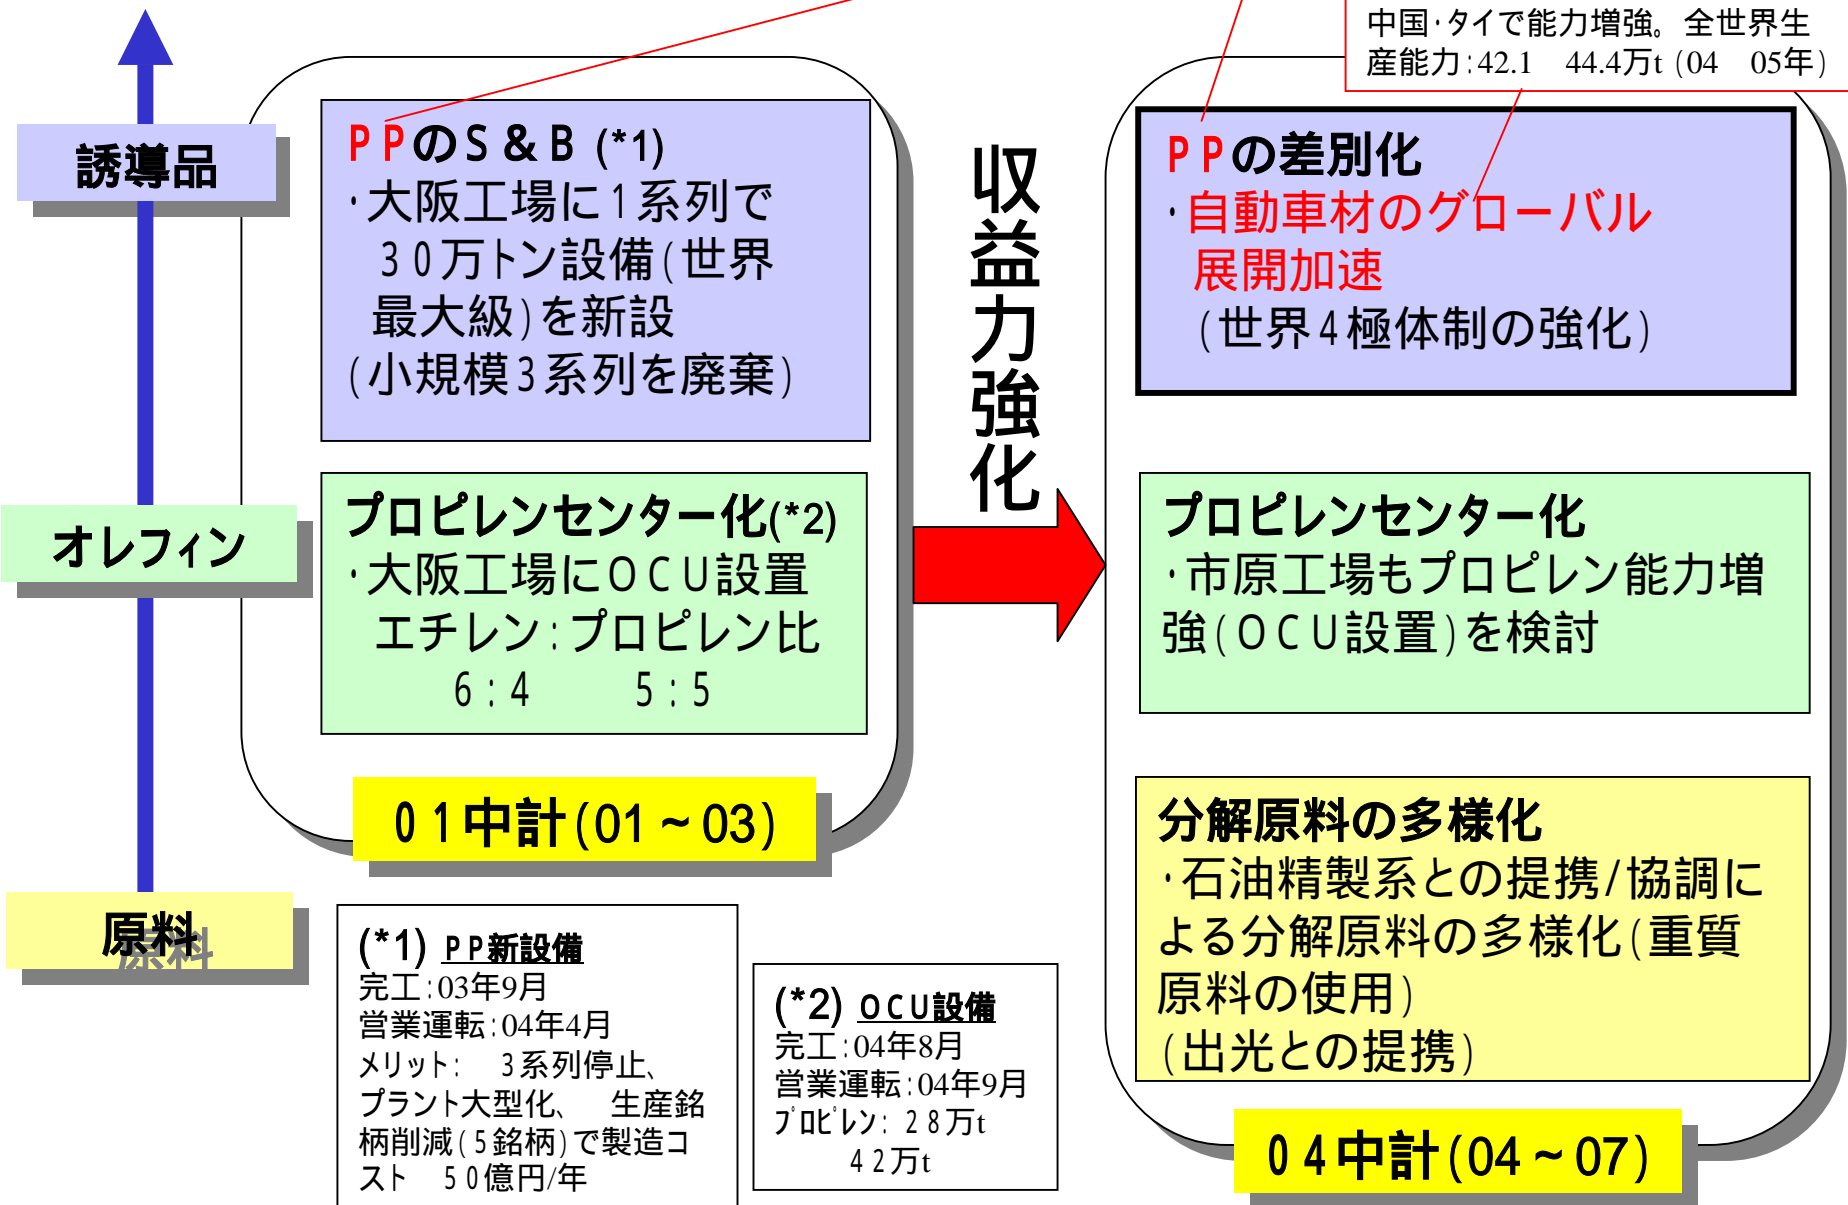 中国・タイで能力増強。全世界生
産能力：42.1　44.4万t（04　05年）
誘導品
ＰＰのＳ＆Ｂ (*1)
・大阪工場に１系列で
３０万トン設備（世界
最大級）を新設
（小規模３系列を廃棄）
収益力強化
ＰＰの差別化
・自動車材のグローバル
展開加速
（世界４極体制の強化）
オレフィン
プロピレンセンター化(*2)
・大阪工場にＯＣＵ設置
エチレン：プロピレン比
６：４　　５：５
プロピレンセンター化
・市原工場もプロピレン能力増
強（ＯＣＵ設置）を検討
０１中計(01～03)
原料
分解原料の多様化
・石油精製系との提携/協調に
よる分解原料の多様化（重質
原料の使用）
（出光との提携）
(*1) ＰＰ新設備
完工：03年9月
営業運転：04年4月
メリット：　３系列停止、
プラント大型化、　生産銘
柄削減（５銘柄）で製造コ
スト　５０億円/年
(*2) ＯＣＵ設備
完工：04年8月
営業運転：04年9月
ﾌﾟﾛﾋﾟﾚﾝ：２８万t
４２万t
０４中計(04～07)